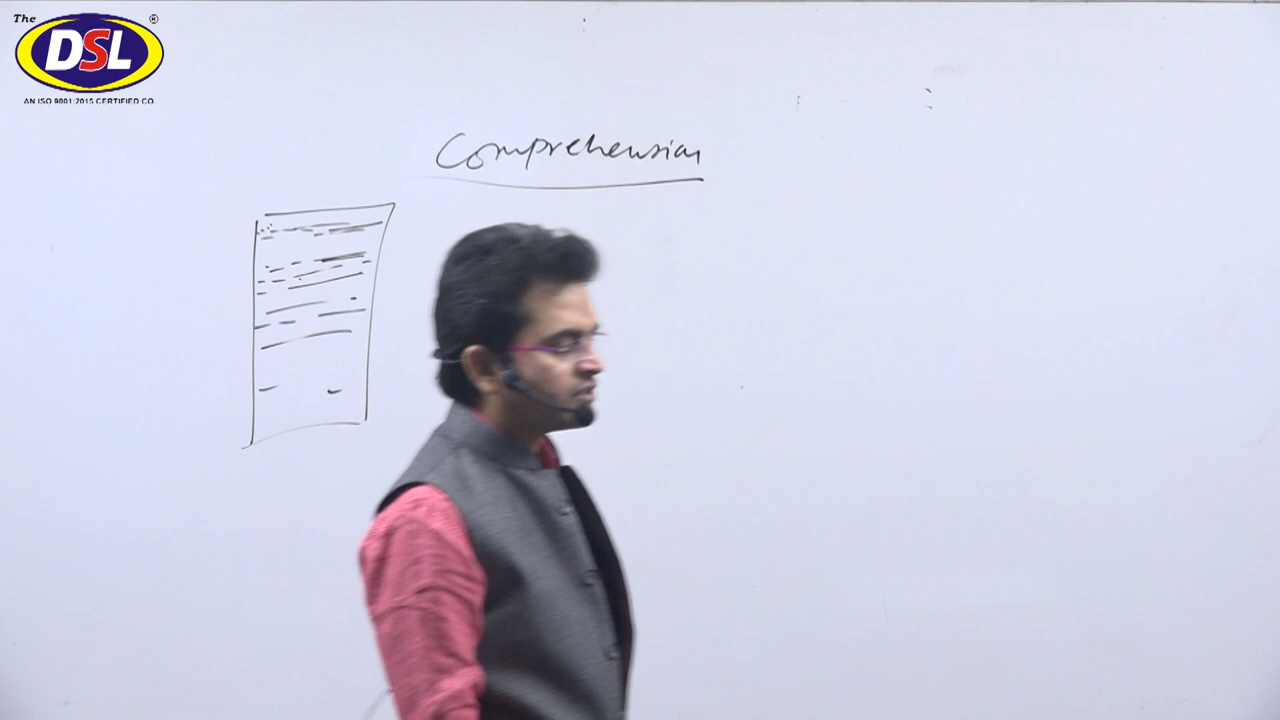 The ®
DSL
AN ISO 9001:2015 CERTIFIED CO.
Comprehension